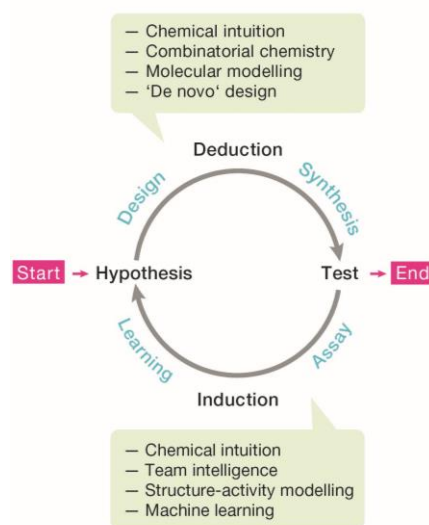 — Chemical intuition
— Combinatorial chemistry
— Molecular modelling
— ‘De novo‘ design
Deduction
Design
Synthesis
Start
Hypothesis
Test
End
Learning
Assay
Induction
— Chemical intuition
— Team intelligence
— Structure-activity modelling
— Machine learning